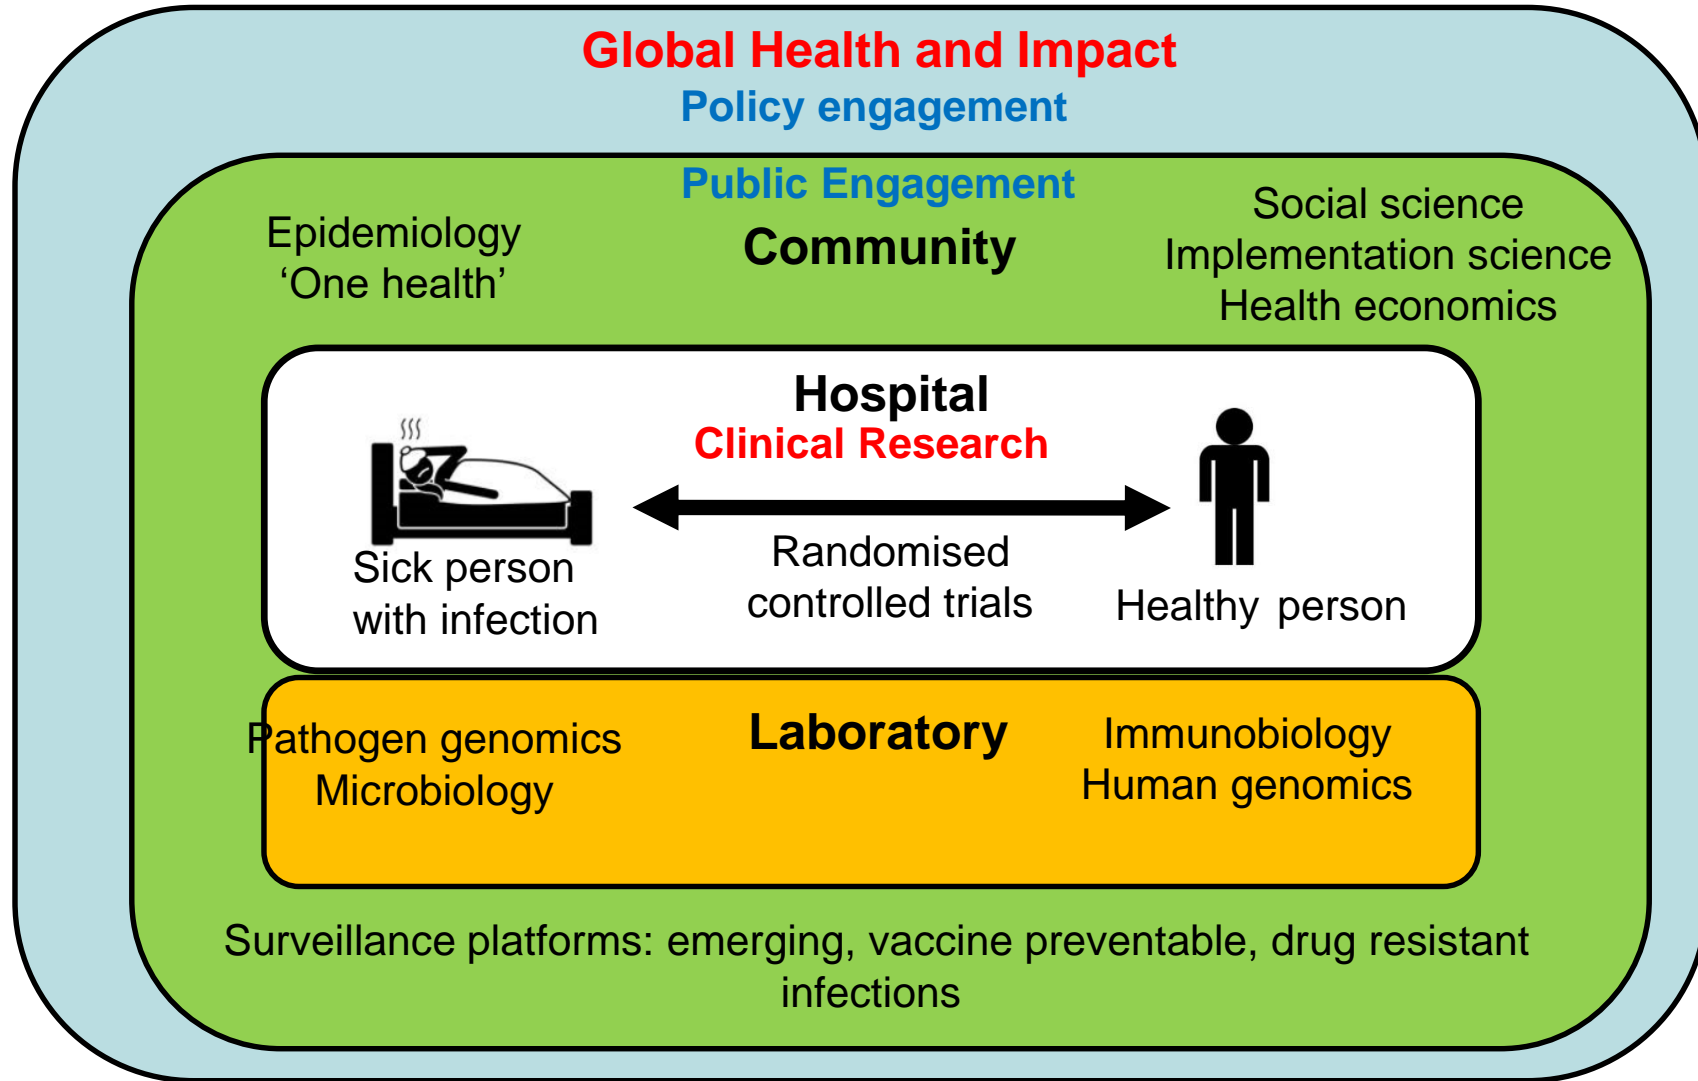 Global Health and Impact
Policy engagement
Public Engagement
Community
Epidemiology
‘One health’
Social science
Implementation science
Health economics
Hospital
Clinical Research
Sick person
with infection
Randomised
controlled trials
Healthy person
Laboratory
Pathogen genomics
Microbiology
Immunobiology
Human genomics
Surveillance platforms: emerging, vaccine preventable, drug resistant
infections